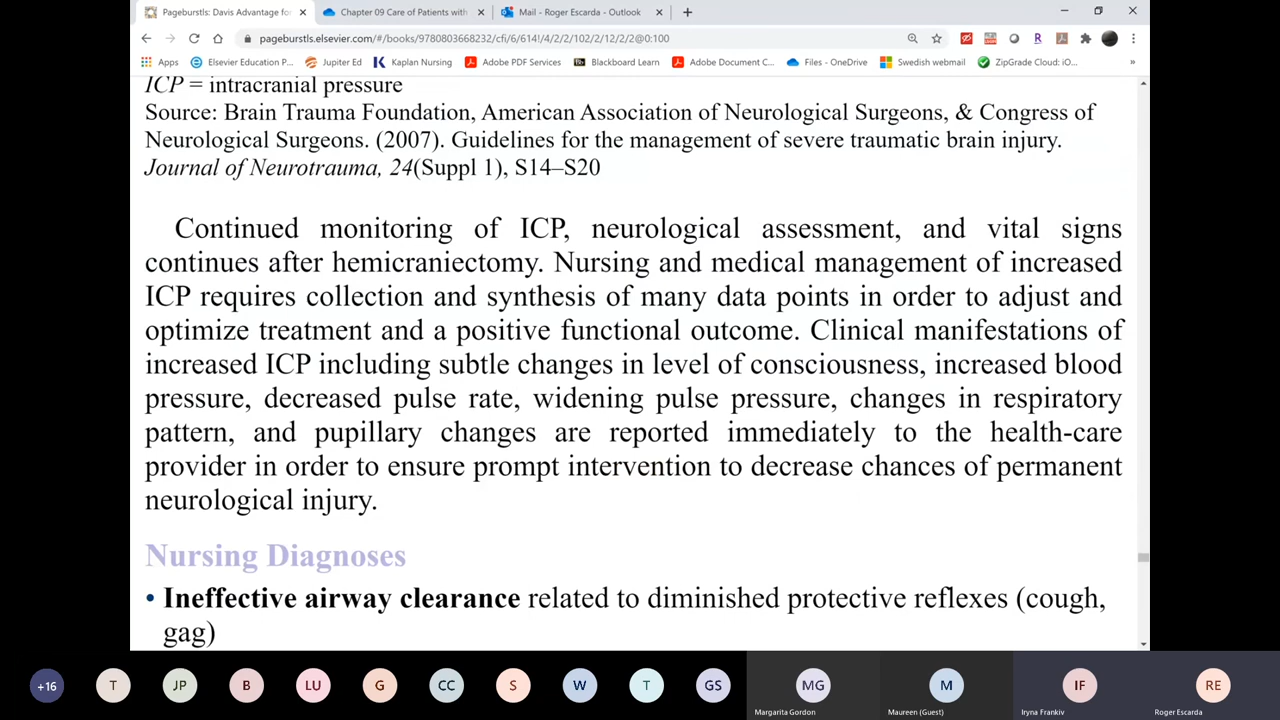 Pageburstls: Davis Advantage for
Chapter 09 Care of Patients with
Mail - Roger Escarda - Outlook
pageburstls.elsevier.com/#/books/9780803668232/cfi/6/614!/4/2/2/102/2/12/2/2@0:100
Apps
Elsevier Education P...
Jupiter Ed
Kaplan Nursing
Adobe PDF Services
Blackboard Learn
Adobe Document C...
Files - OneDrive
Swedish webmail
ZipGrade Cloud: iO...
»
ICP = intracranial pressure
Source: Brain Trauma Foundation, American Association of Neurological Surgeons, & Congress of
Neurological Surgeons. (2007). Guidelines for the management of severe traumatic brain injury.
Journal of Neurotrauma, 24(Suppl 1), S14–S20
Continued monitoring of ICP, neurological assessment, and vital signs
continues after hemicraniectomy. Nursing and medical management of increased
ICP requires collection and synthesis of many data points in order to adjust and
optimize treatment and a positive functional outcome. Clinical manifestations of
increased ICP including subtle changes in level of consciousness, increased blood
pressure, decreased pulse rate, widening pulse pressure, changes in respiratory
pattern, and pupillary changes are reported immediately to the health-care
provider in order to ensure prompt intervention to decrease chances of permanent
neurological injury.
Nursing Diagnoses
• Ineffective airway clearance related to diminished protective reflexes (cough,
gag)
+16
T
JP
B
LU
G
CC
S
W
T
GS
MG
M
IF
RE
Margarita Gordon
Maureen (Guest)
Iryna Frankiv
Roger Escarda